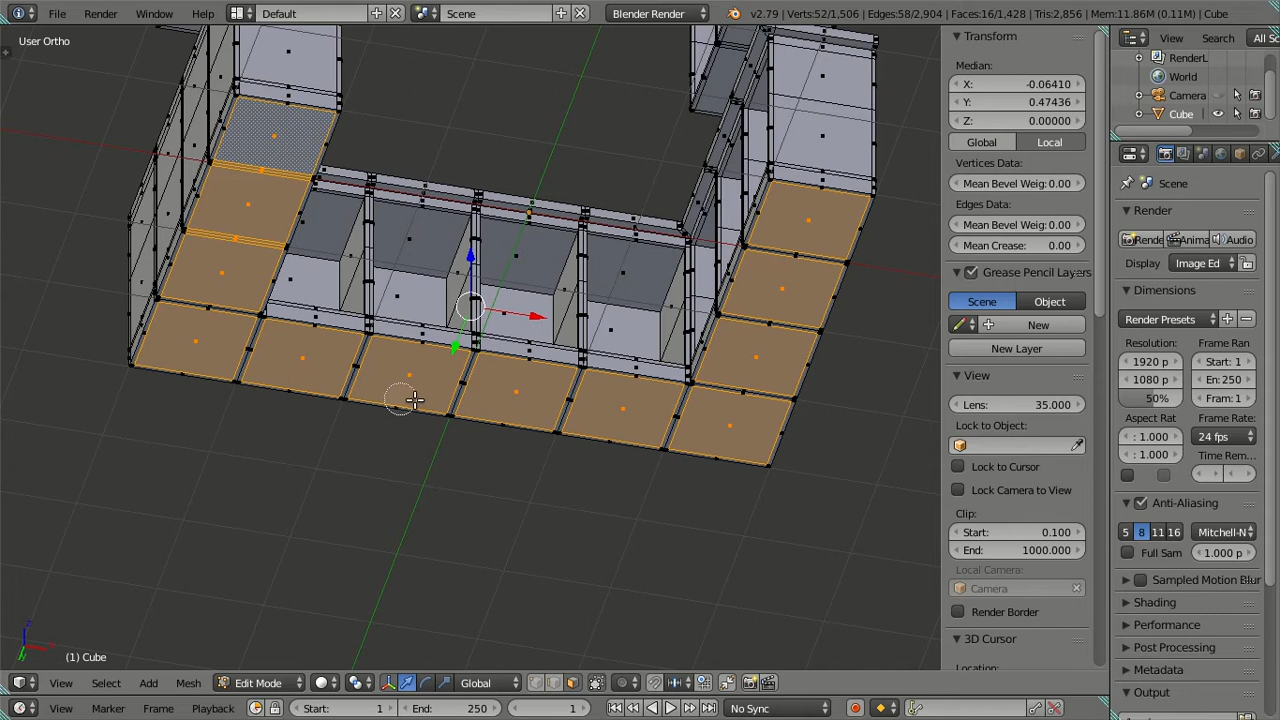 File Render Window Help Default Scene Blender Render v2.79 | Verts:52/1,506 | Edges:58/2,904 | Faces:16/1,428 | Tris:2,856 | Mem:11.86M (0.11M) | Cube
User Ortho
Transform
Median:
X: -0.06410
Y: 0.47436
Z: 0.00000
Global Local
Vertices Data:
Mean Bevel Weig: 0.00
Edges Data:
Mean Bevel Weig: 0.00
Mean Crease: 0.00
Grease Pencil Layers
Scene Object
New
New Layer
View
Lens: 35.000
Lock to Object:
Lock to Cursor
Lock Camera to View
Clip:
Start: 0.100
End: 1000.000
Local Camera:
Camera
Render Border
3D Cursor
Location:
View Search All Sc
RenderL
World
Camera
Cube
Scene
Render
Rende Anima Audio
Display Image Ed
Dimensions
Render Presets
Resolution: Frame Ran
1920 p Start: 1
1080 p En: 250
50% Fram: 1
Aspect Rat Frame Rate:
: 1.000 24 fps
: 1.000 Time Rem...
Anti-Aliasing
5 8 11 16 Mitchell-N
Full Sam 1.000 p
Sampled Motion Blur
Shading
Performance
Post Processing
Metadata
Output
(1) Cube
View Select Add Mesh Edit Mode Global
View Marker Frame Playback Start: 1 End: 250 1 No Sync